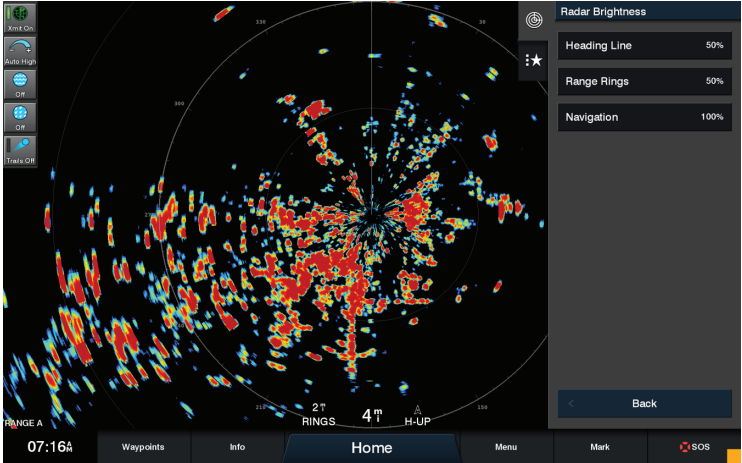 Xmit On
Auto High
Off
Off
Trails Off
330
30
300
270
210
150
RANGE A
2
RINGS
4 m i
H-UP
Radar Brightness
Heading Line 50%
Range Rings 50%
Navigation 100%
Back
07:16 A M
Waypoints
Info
Home
Menu
Mark
SOS